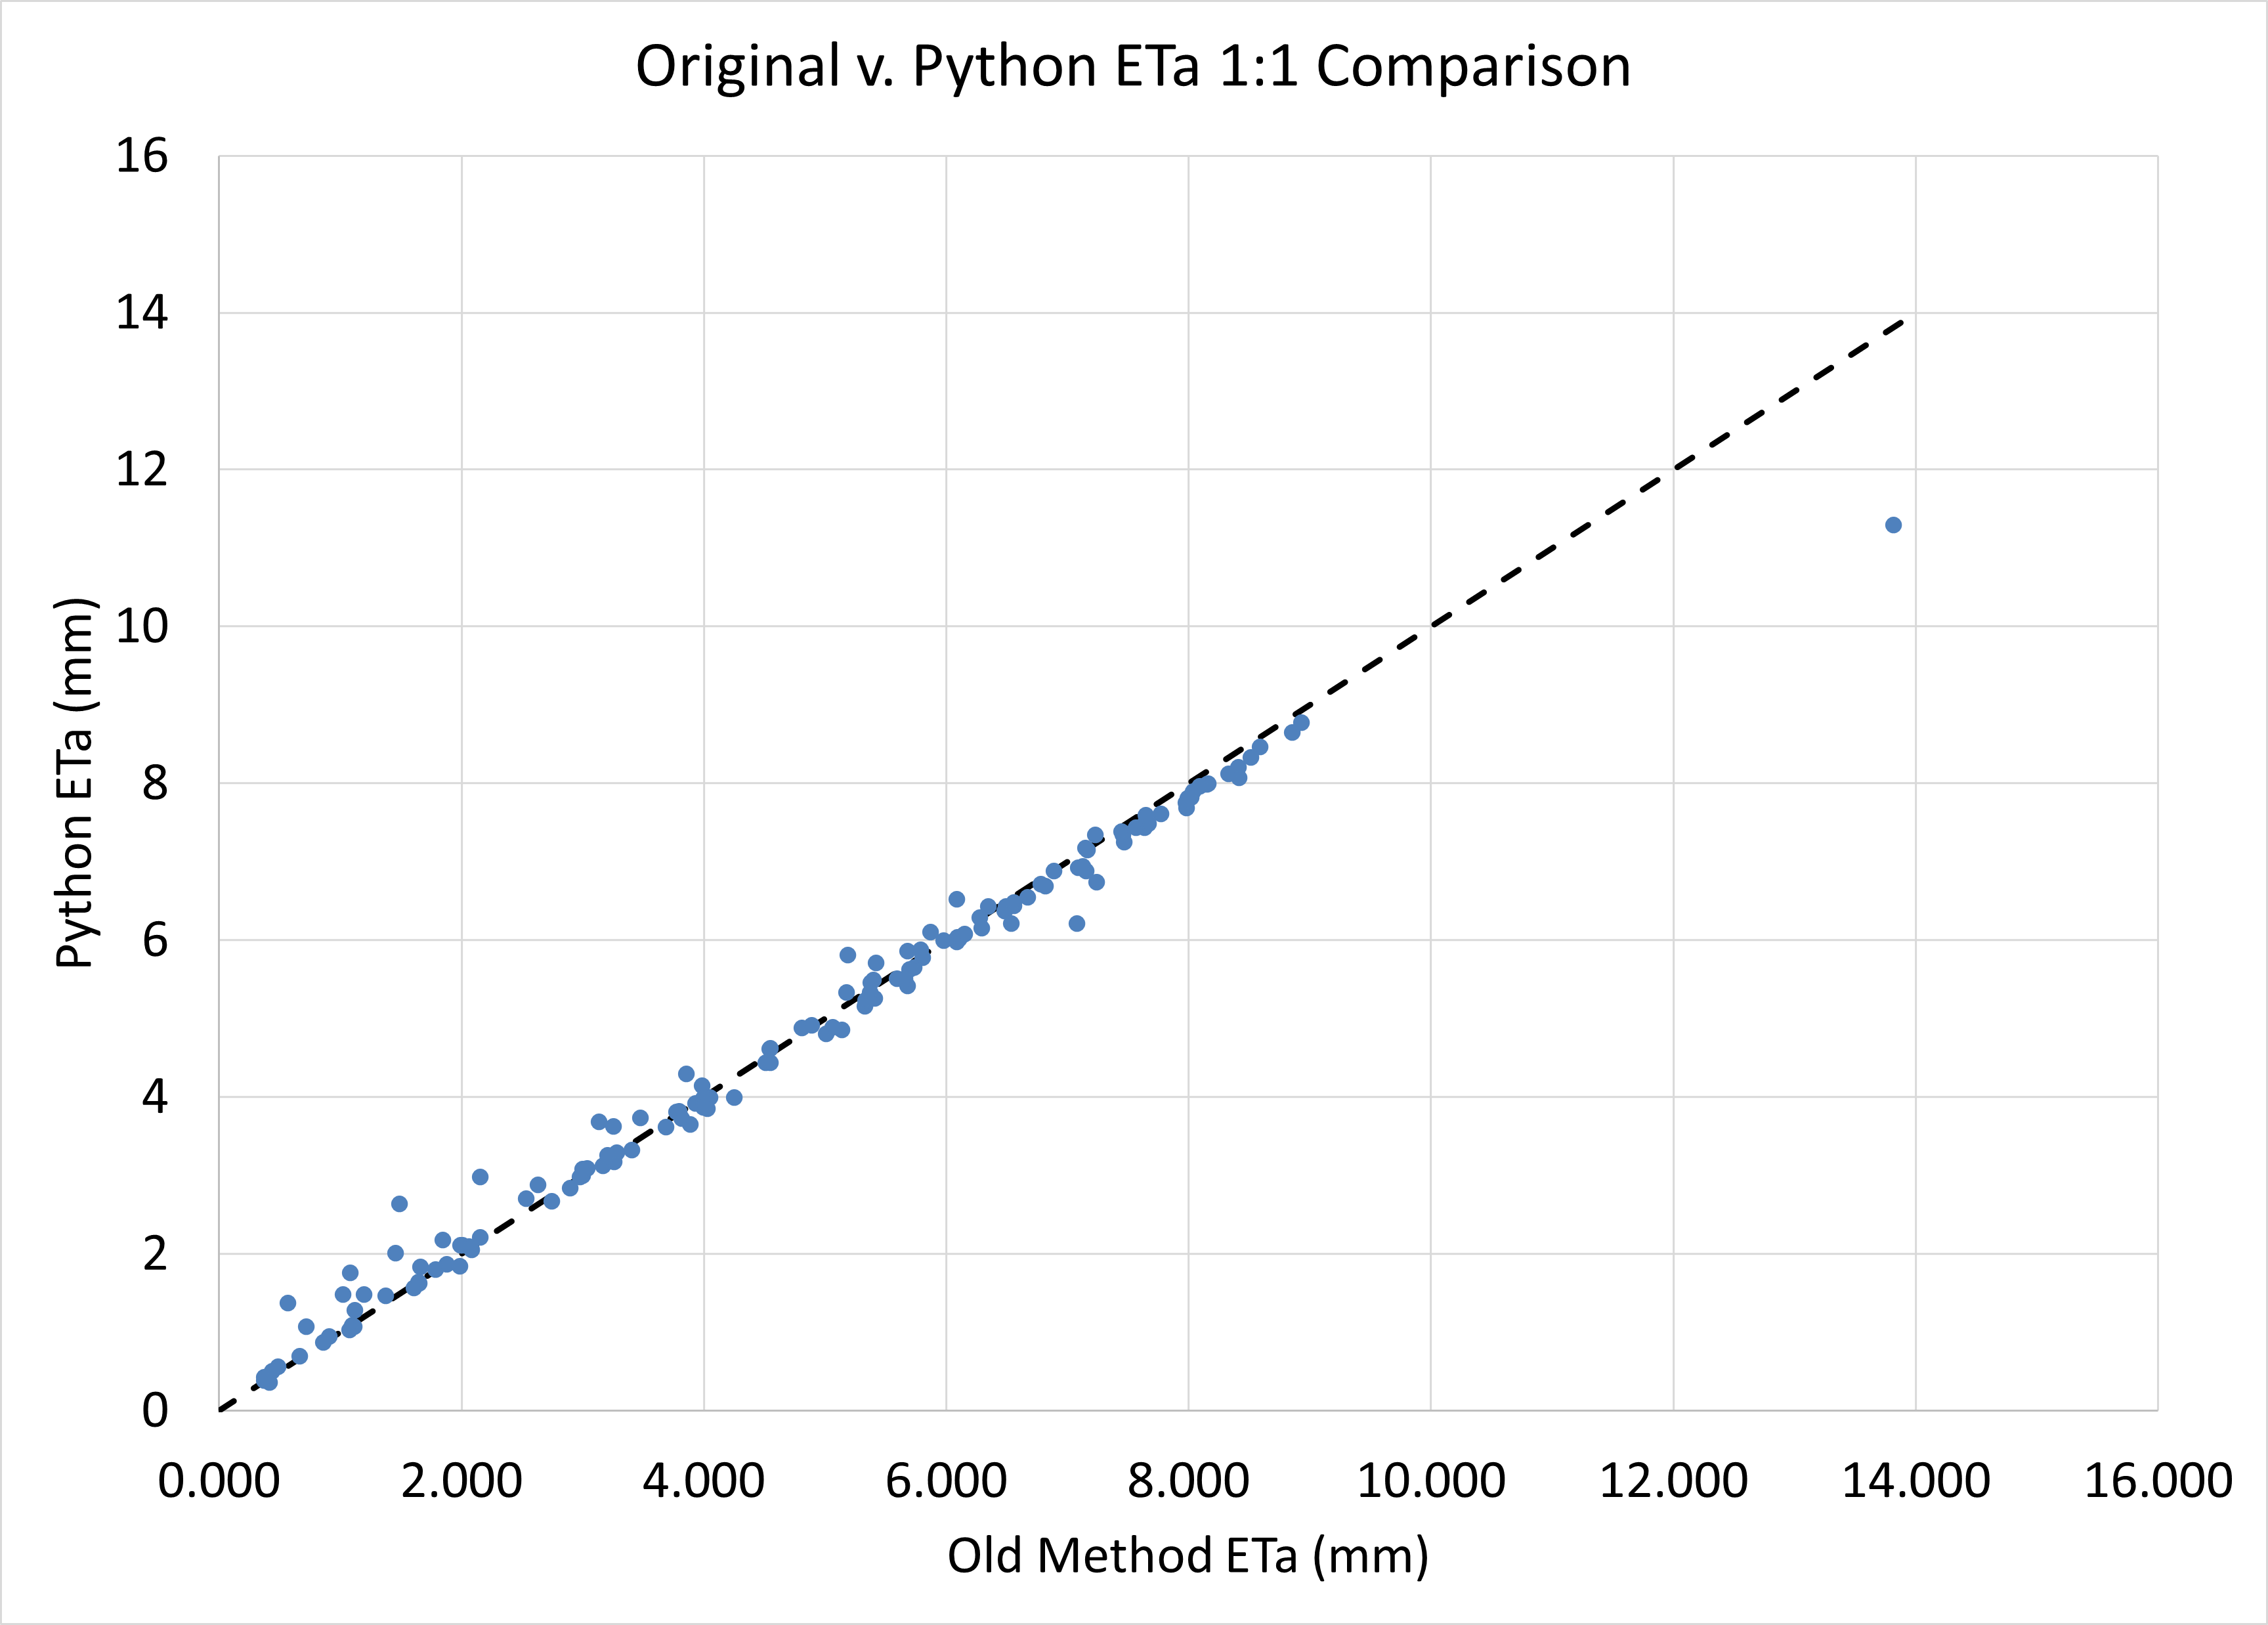 Original v. Python ETa 1:1 Comparison
16
14
12
10
8
6
4
2
0
Python ETa (mm)
0.000 2.000 4.000 6.000 8.000 10.000 12.000 14.000 16.000
Old Method ETa (mm)